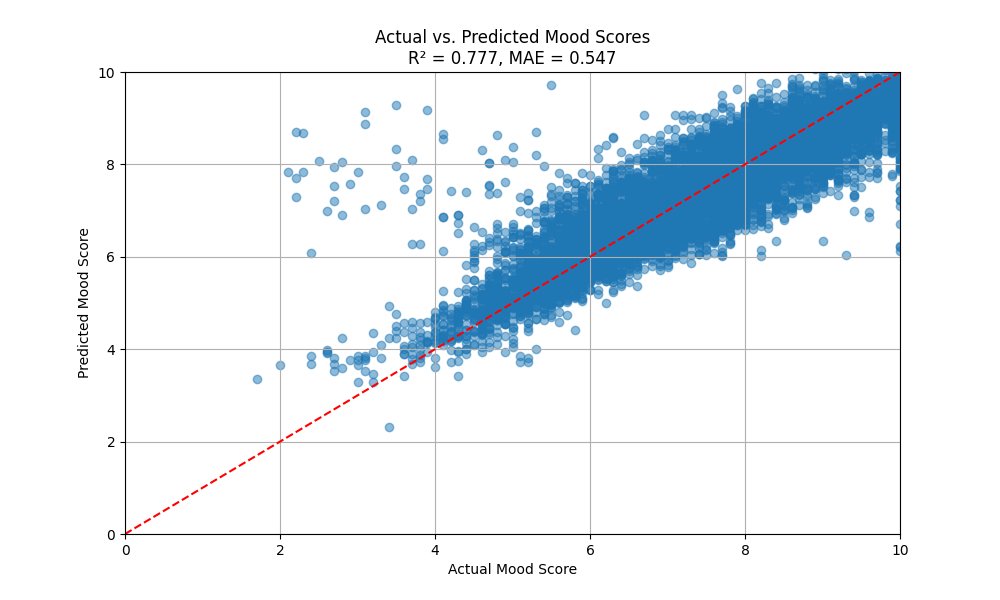 Actual vs. Predicted Mood Scores
R² = 0.777, MAE = 0.547
10
8
6
4
2
0
Predicted Mood Score
0 2 4 6 8 10
Actual Mood Score